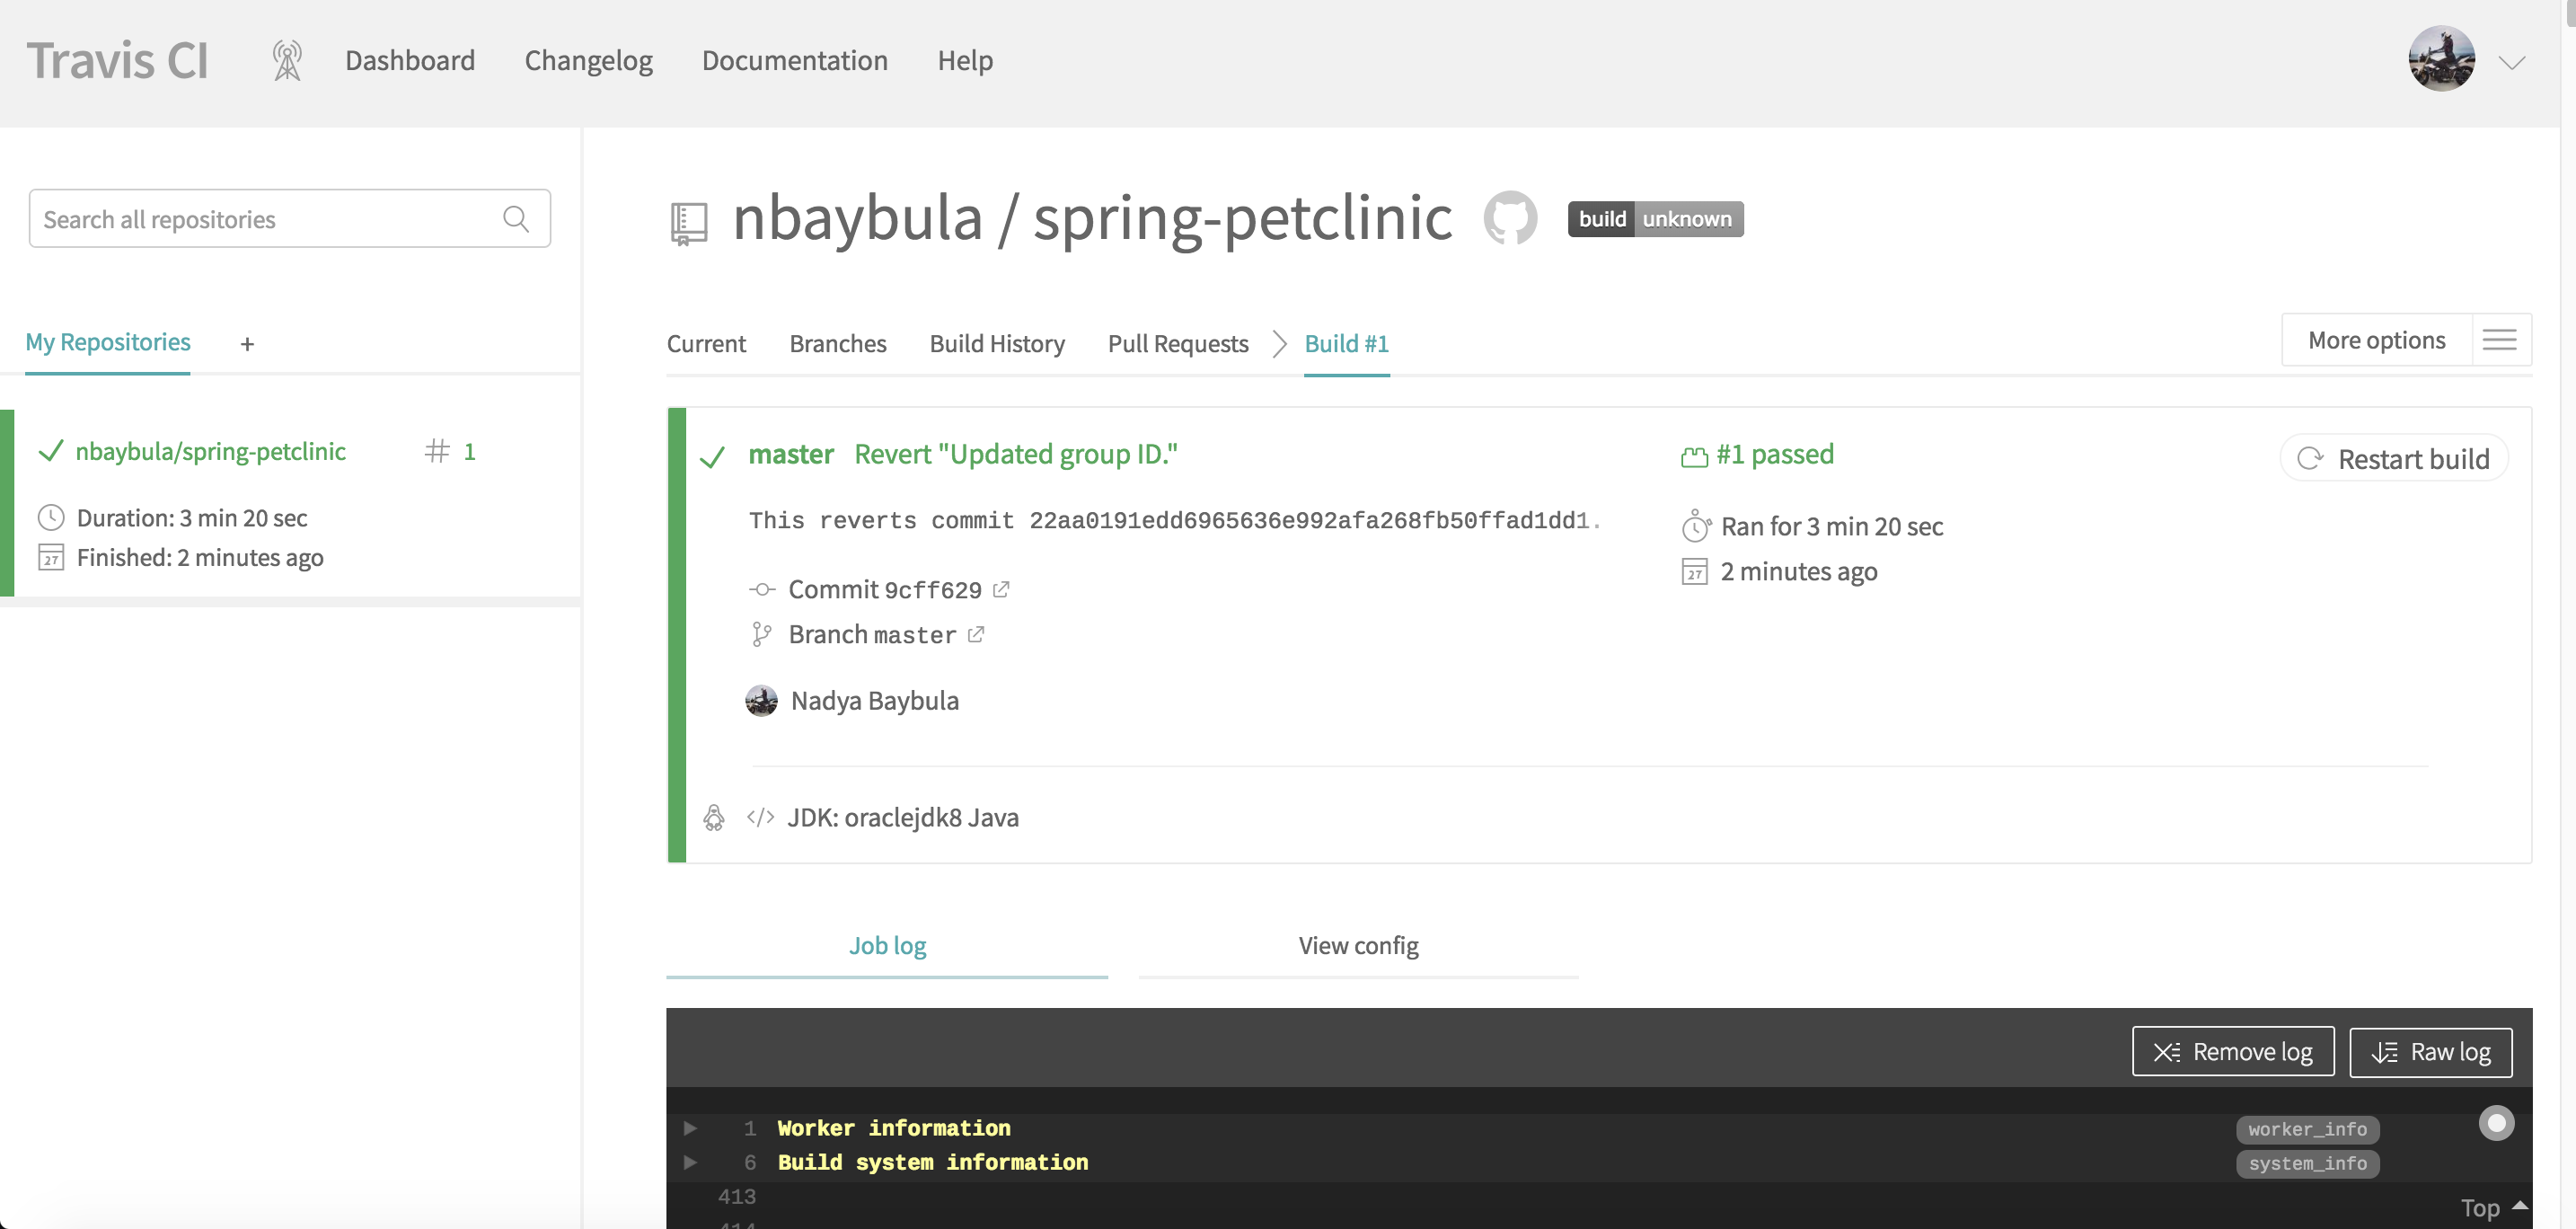 Travis CI Dashboard Changelog Documentation Help
Search all repositories
My Repositories +
nbaybula/spring-petclinic # 1
Duration: 3 min 20 sec
27 Finished: 2 minutes ago
nbaybula / spring-petclinic build unknown
Current Branches Build History Pull Requests Build #1 More options
master Revert "Updated group ID." #1 passed Restart build
This reverts commit 22aa0191edd6965636e992afa268fb50ffad1dd1.
Ran for 3 min 20 sec
27 2 minutes ago
Commit 9cff629
Branch master
Nadya Baybula
</> JDK: oraclejdk8 Java
Job log View config
Remove log Raw log
1 Worker information worker_info
6 Build system information system_info
413
414
Top